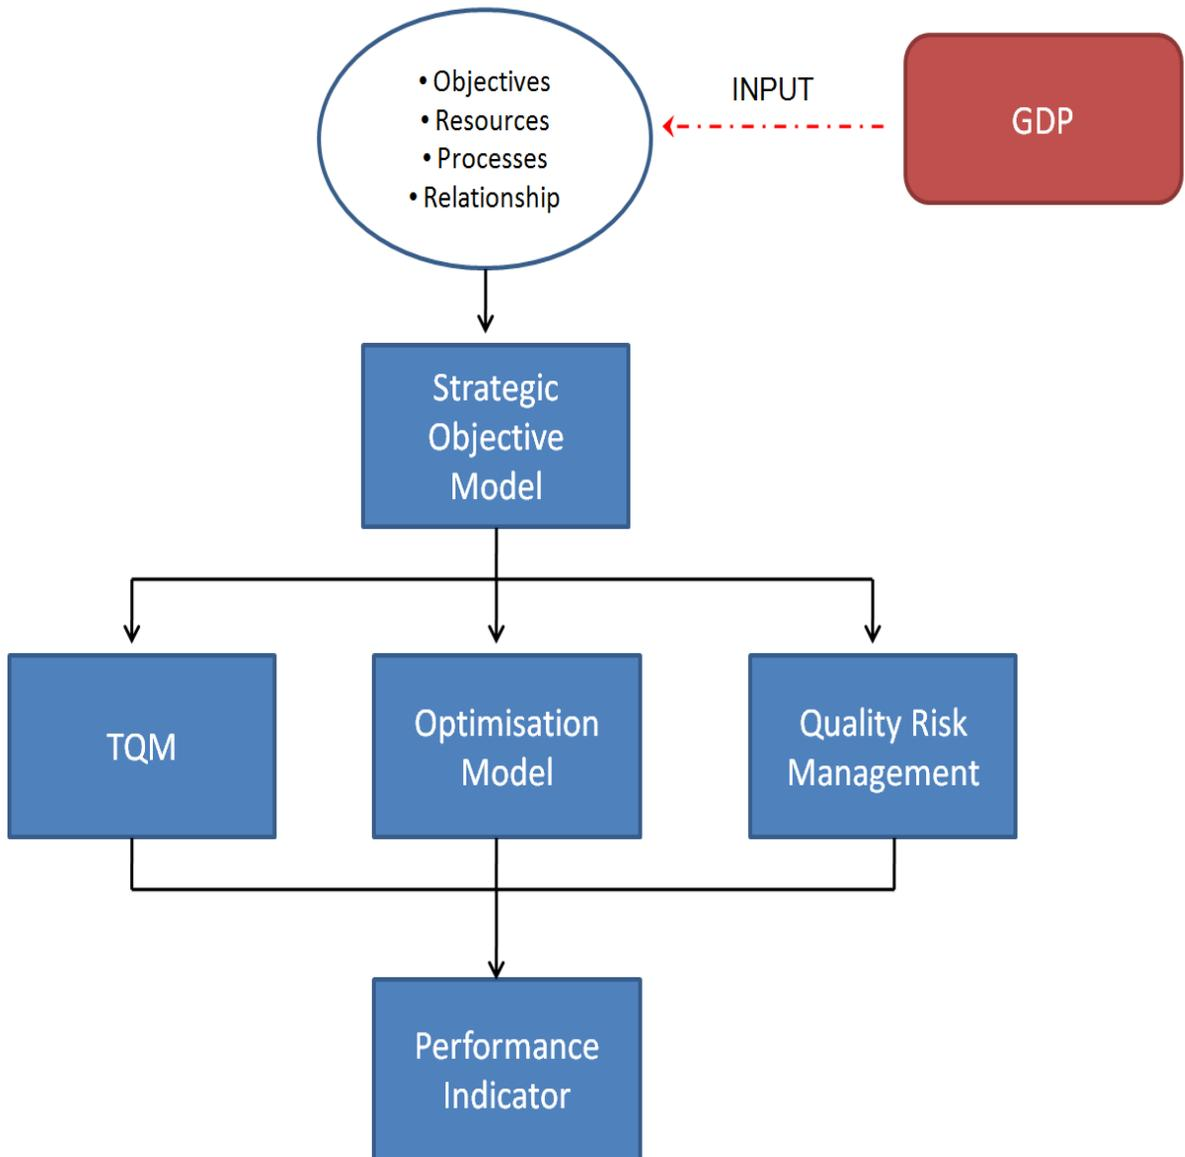 • Objectives
• Resources
• Processes
• Relationship
INPUT
GDP
Strategic
Objective
Model
TQM
Optimisation
Model
Quality Risk
Management
Performance
Indicator